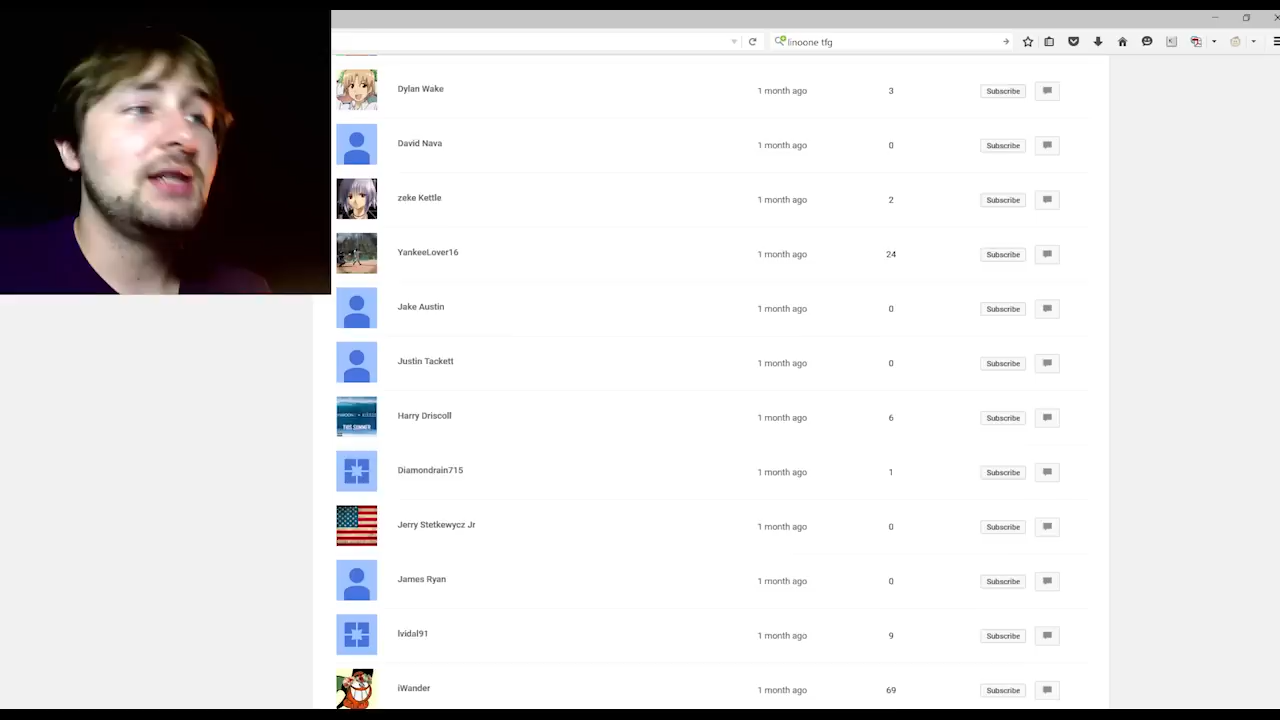 linoone tfg
Dylan Wake 1 month ago 3 Subscribe
David Nava 1 month ago 0 Subscribe
zeke Kettle 1 month ago 2 Subscribe
YankeeLover16 1 month ago 24 Subscribe
Jake Austin 1 month ago 0 Subscribe
Justin Tackett 1 month ago 0 Subscribe
Harry Driscoll 1 month ago 6 Subscribe
THIS SUMMER
Diamondrain715 1 month ago 1 Subscribe
Jerry Stetkewycz Jr 1 month ago 0 Subscribe
James Ryan 1 month ago 0 Subscribe
lvidal91 1 month ago 9 Subscribe
iWander 1 month ago 69 Subscribe